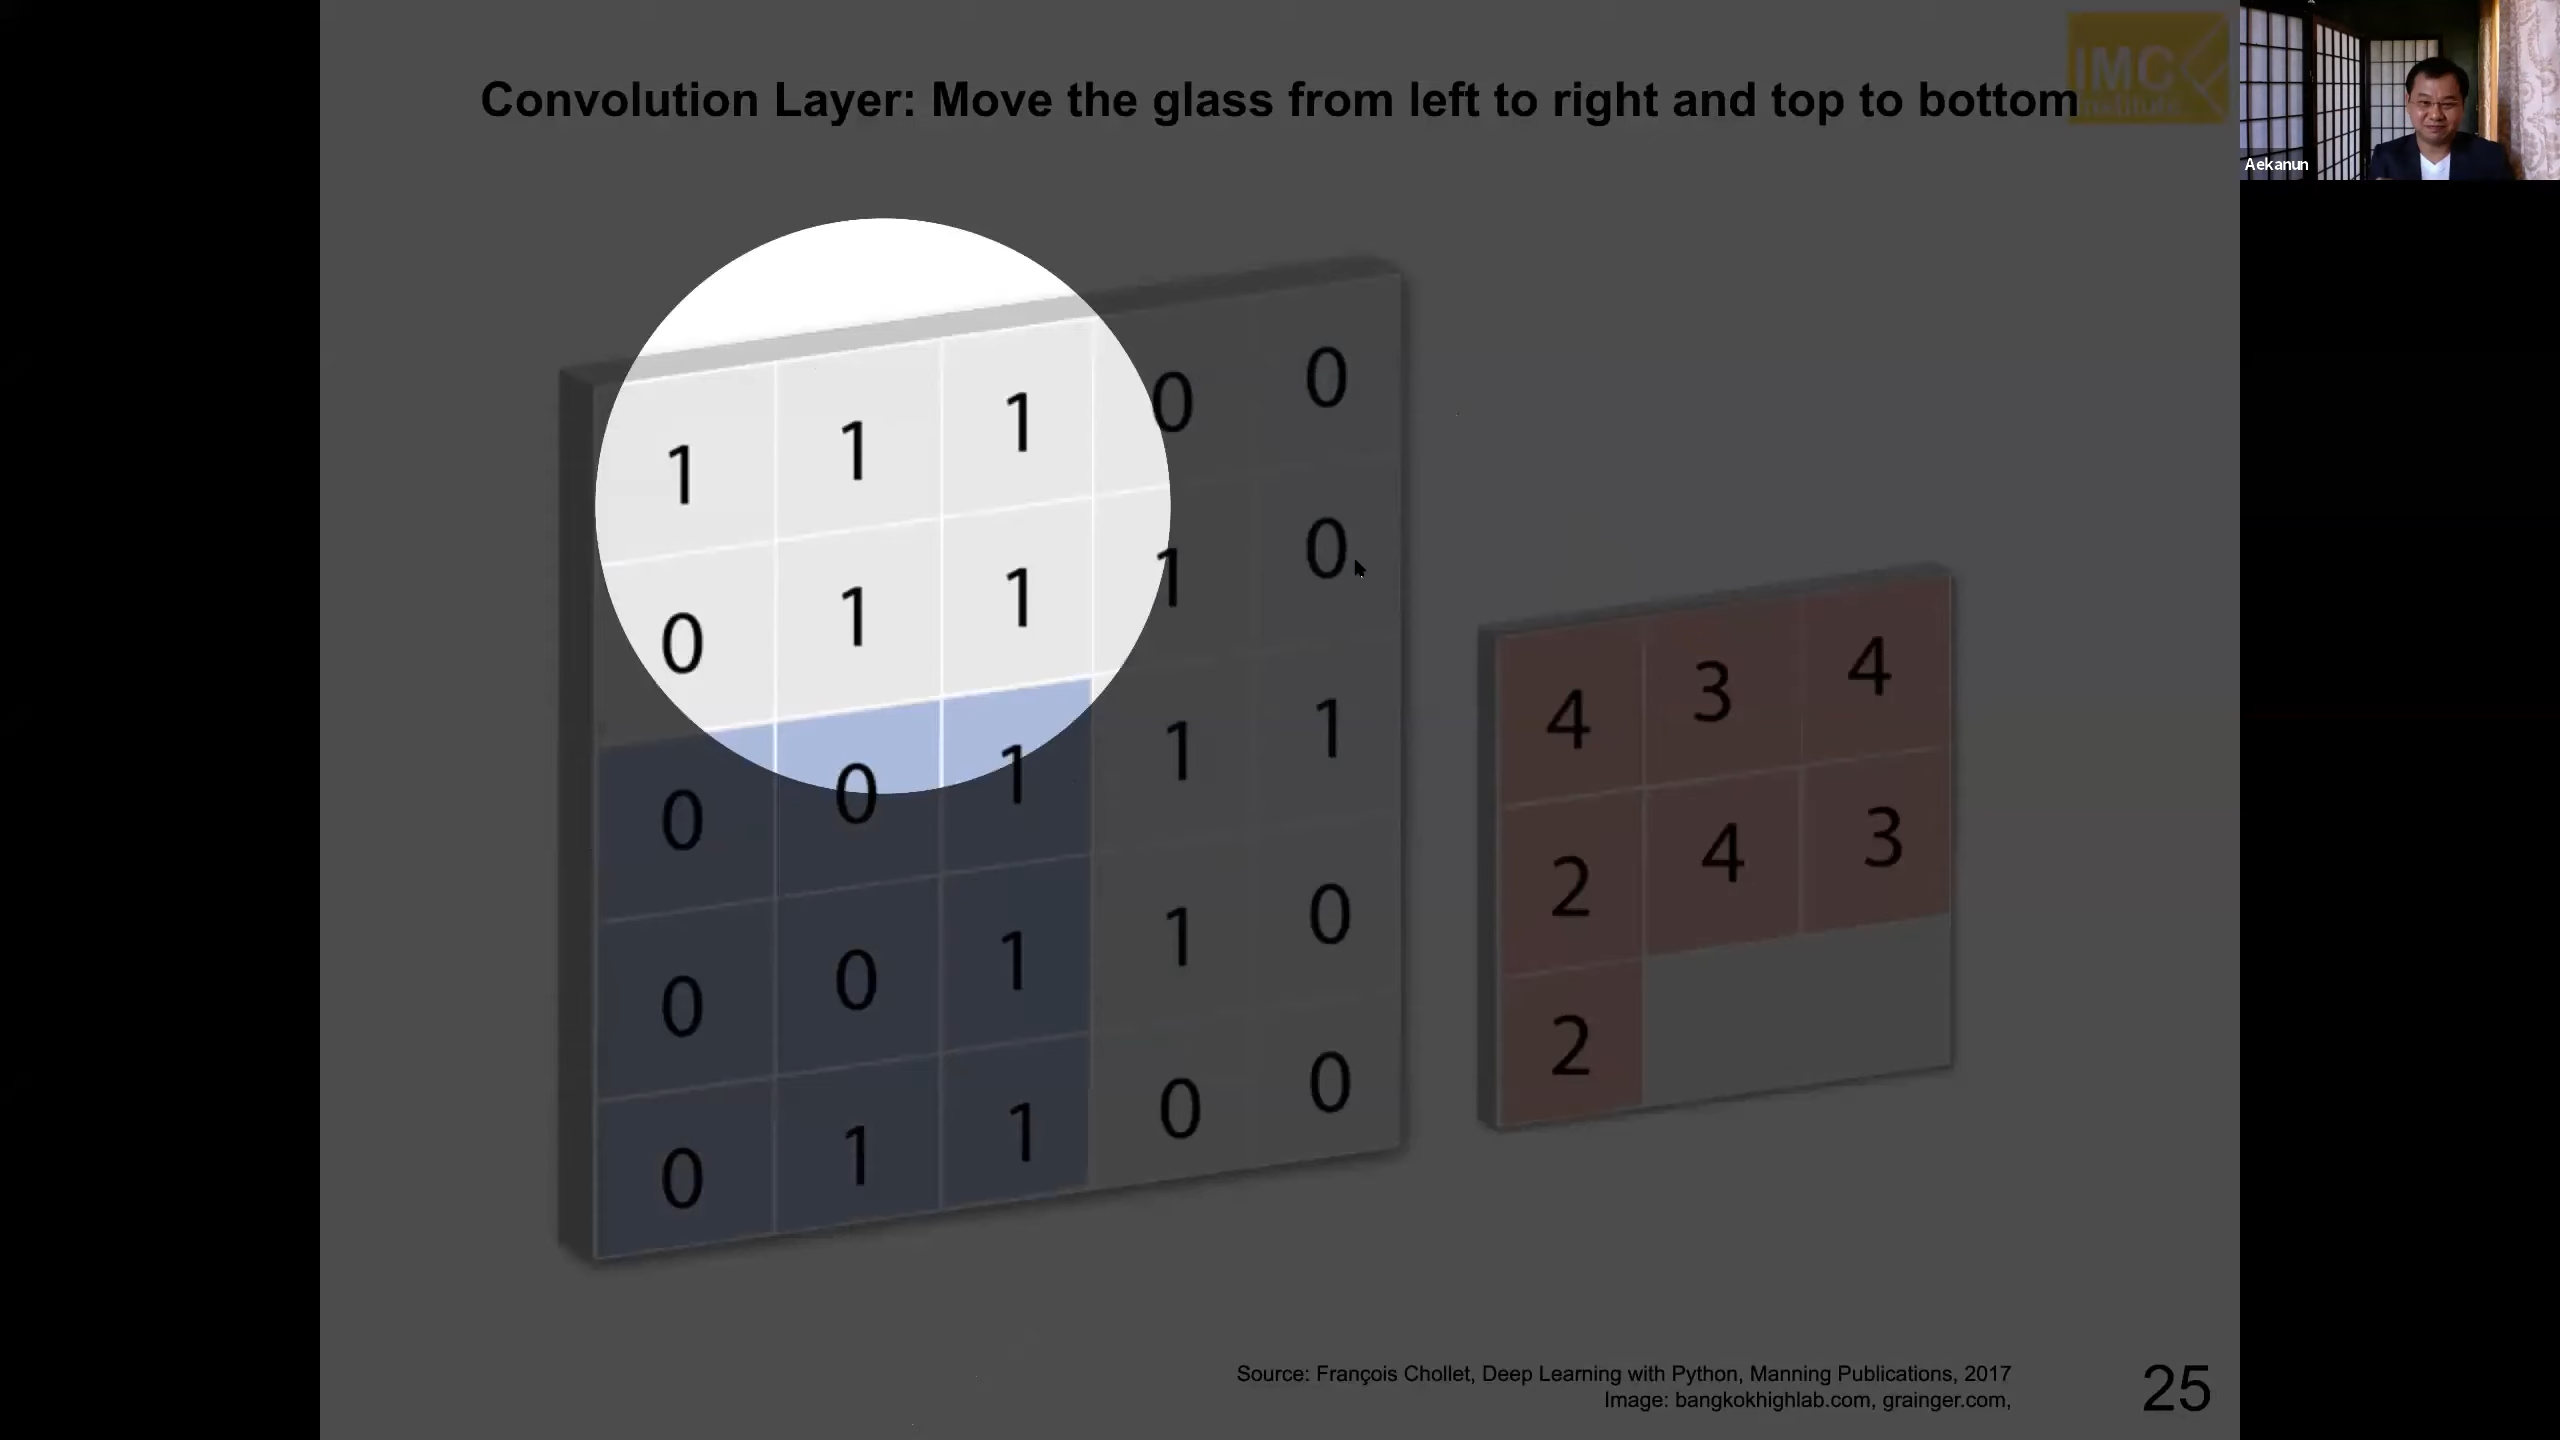 Convolution Layer: Move the glass from left to right and top to bottom
IMC
Institute
Aekanun
1 1 1 0 0
0 1 1 1 0
0 0 1 1 1
0 0 1 1 0
0 1 1 0 0
4 3 4
2 4 3
2
Source: François Chollet, Deep Learning with Python, Manning Publications, 2017
Image: bangkokhighlab.com, grainger.com,
25